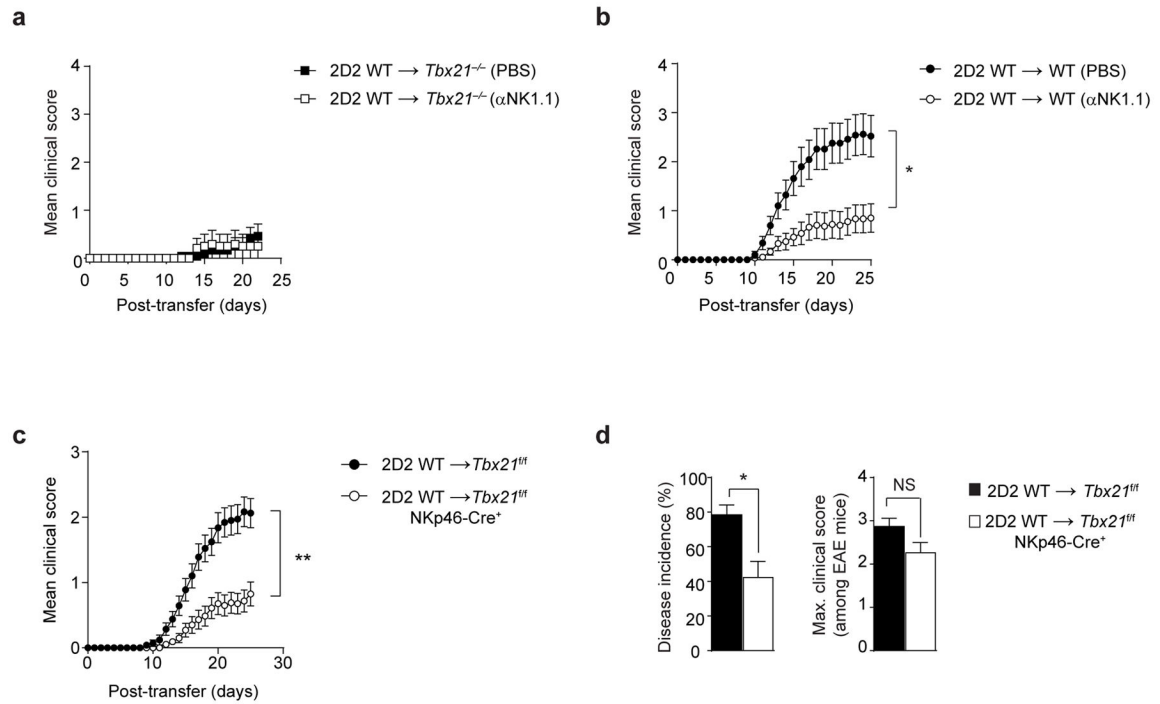 a
4
3
2
1
0
Mean clinical score
0 5 10 15 20 25
Post-transfer (days)
2D2 WT → Tbx21–/– (PBS)
2D2 WT → Tbx21–/– (αNK1.1)
b
4
3
2
1
0
Mean clinical score
0 5 10 15 20 25
Post-transfer (days)
2D2 WT → WT (PBS)
2D2 WT → WT (αNK1.1)
*
c
3
2
1
0
Mean clinical score
0 10 20 30
Post-transfer (days)
2D2 WT →Tbx21f/f
2D2 WT →Tbx21f/f
NKp46-Cre+
**
d
100
80
60
40
20
0
Disease incidence (%)
*
4
3
2
1
0
Max. clinical score
(among EAE mice)
NS
2D2 WT → Tbx21f/f
2D2 WT → Tbx21f/f
NKp46-Cre+